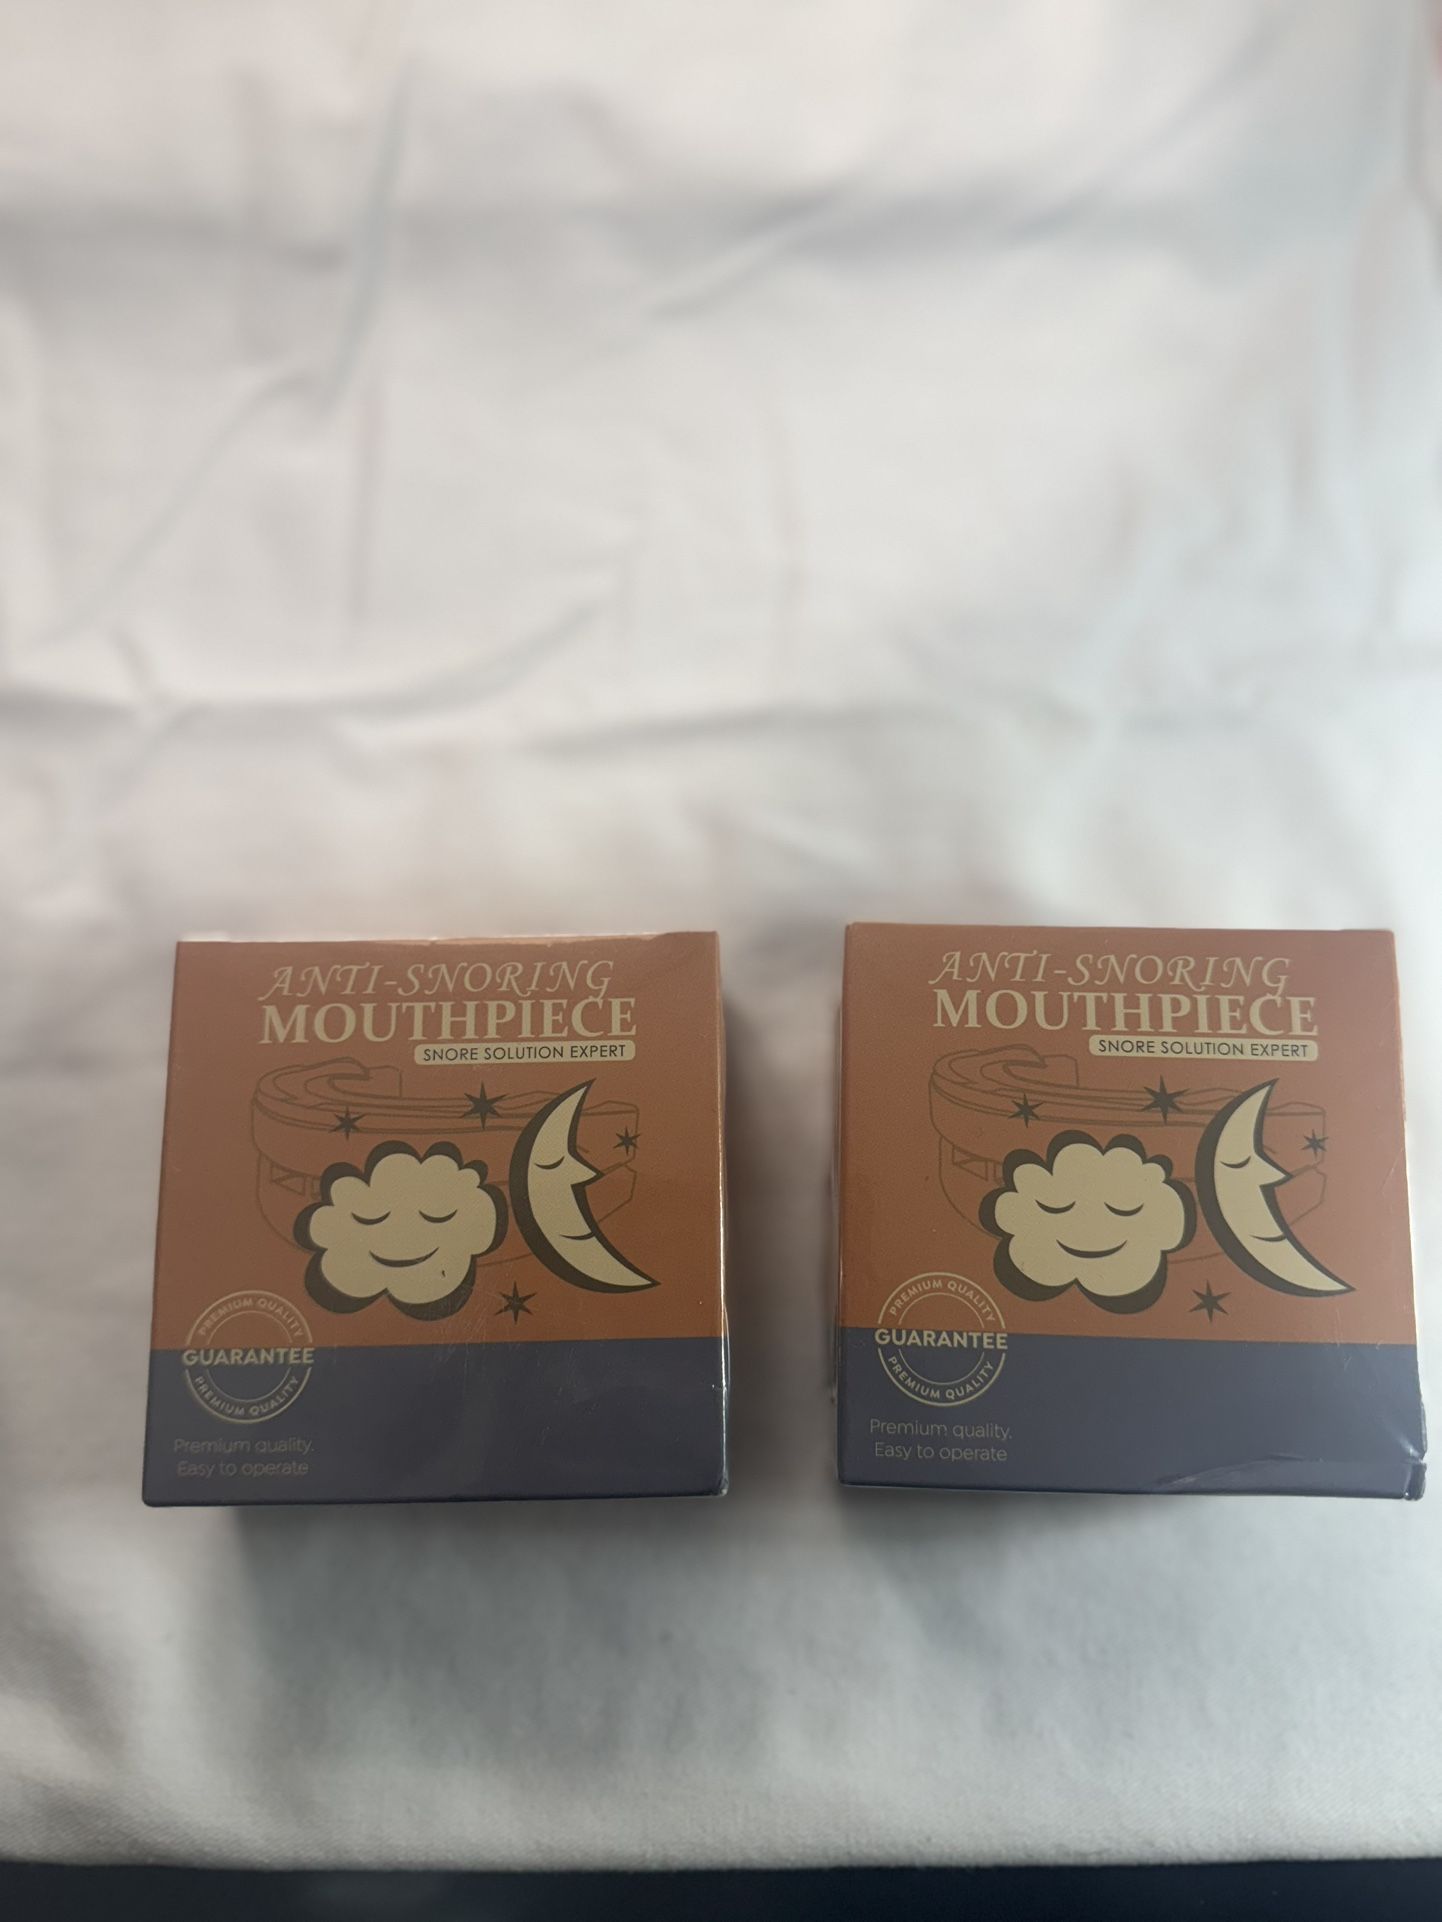 ANTI-SNORING
MOUTHPIECE
SNORE SOLUTION EXPERT
PREMIUM QUALITY
GUARANTEE
PREMIUM QUALITY
Premium quality.
Easy to operate
ANTI-SNORING
MOUTHPIECE
SNORE SOLUTION EXPERT
PREMIUM QUALITY
GUARANTEE
PREMIUM QUALITY
Premium quality.
Easy to operate